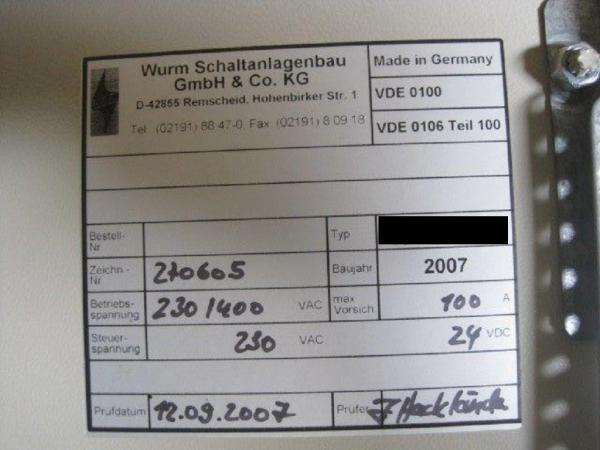 Wurm Schaltanlagenbau
GmbH & Co. KG
D-42855 Remscheid, Hohenbirker Str. 1
Tel. (02191) 88 47-0 Fax (02191) 8 09 18
Made in Germany
VDE 0100
VDE 0106 Teil 100
Bestell-
Nr
Typ
Zeichn.-
Nr
270605
Baujahr
2007
Betriebs-
spannung
230/400 VAC
max
Vorsich.
100 A
Steuer-
spannung
230 VAC
24 VDC
Prüfdatum
12.09.2007
Prüfer